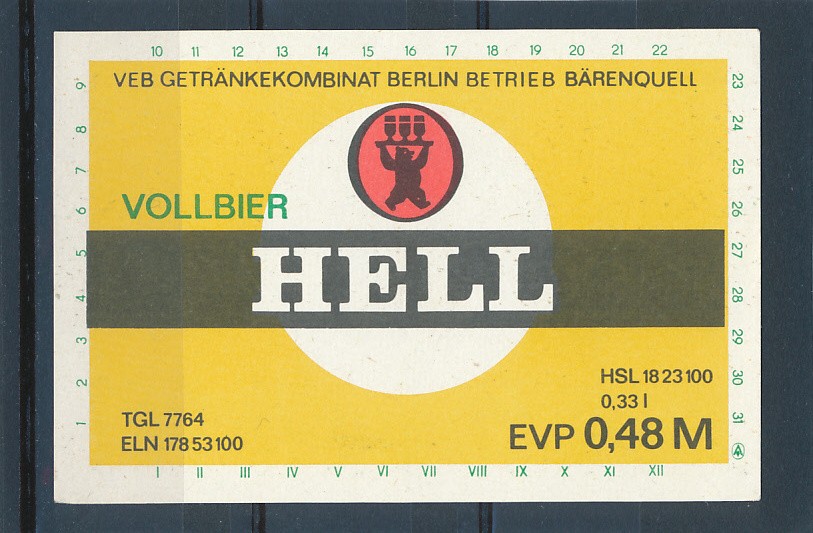 10 11 12 13 14 15 16 17 18 19 20 21 22
VEB GETRÄNKEKOMBINAT BERLIN BETRIEB BÄRENQUELL
VOLLBIER
HELL
HSL 18 23 100
0,33 l
TGL 7764
ELN 178 53 100
EVP 0,48 M
1 2 3 4 5 6 7 8 9
23 24 25 26 27 28 29 30 31
I II III IV V VI VII VIII IX X XI XII